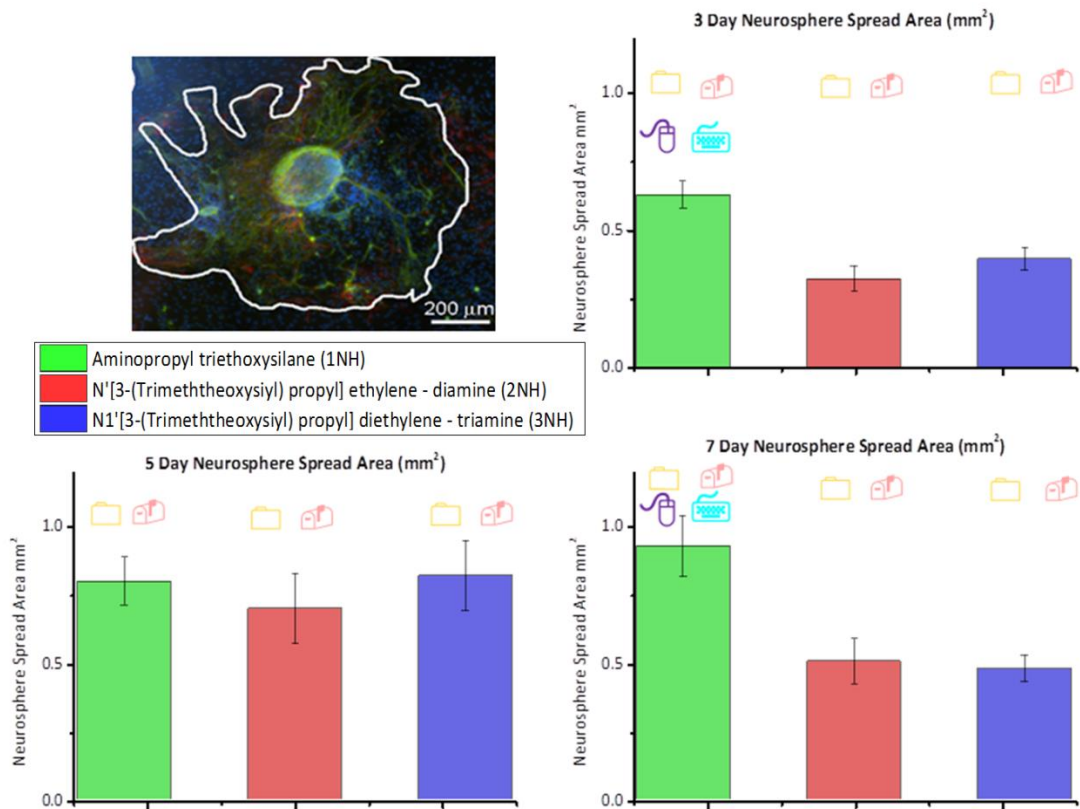 3 Day Neurosphere Spread Area (mm²)
Neurosphere Spread Area mm²
1.0
0.5
0.0
200 µm
Aminopropyl triethoxysilane (1NH)
N'[3-(Trimeththeoxysiyl) propyl] ethylene - diamine (2NH)
N1'[3-(Trimeththeoxysiyl) propyl] diethylene - triamine (3NH)
5 Day Neurosphere Spread Area (mm²)
Neurosphere Spread Area mm²
1.0
0.5
0.0
7 Day Neurosphere Spread Area (mm²)
Neurosphere Spread Area mm²
1.0
0.5
0.0